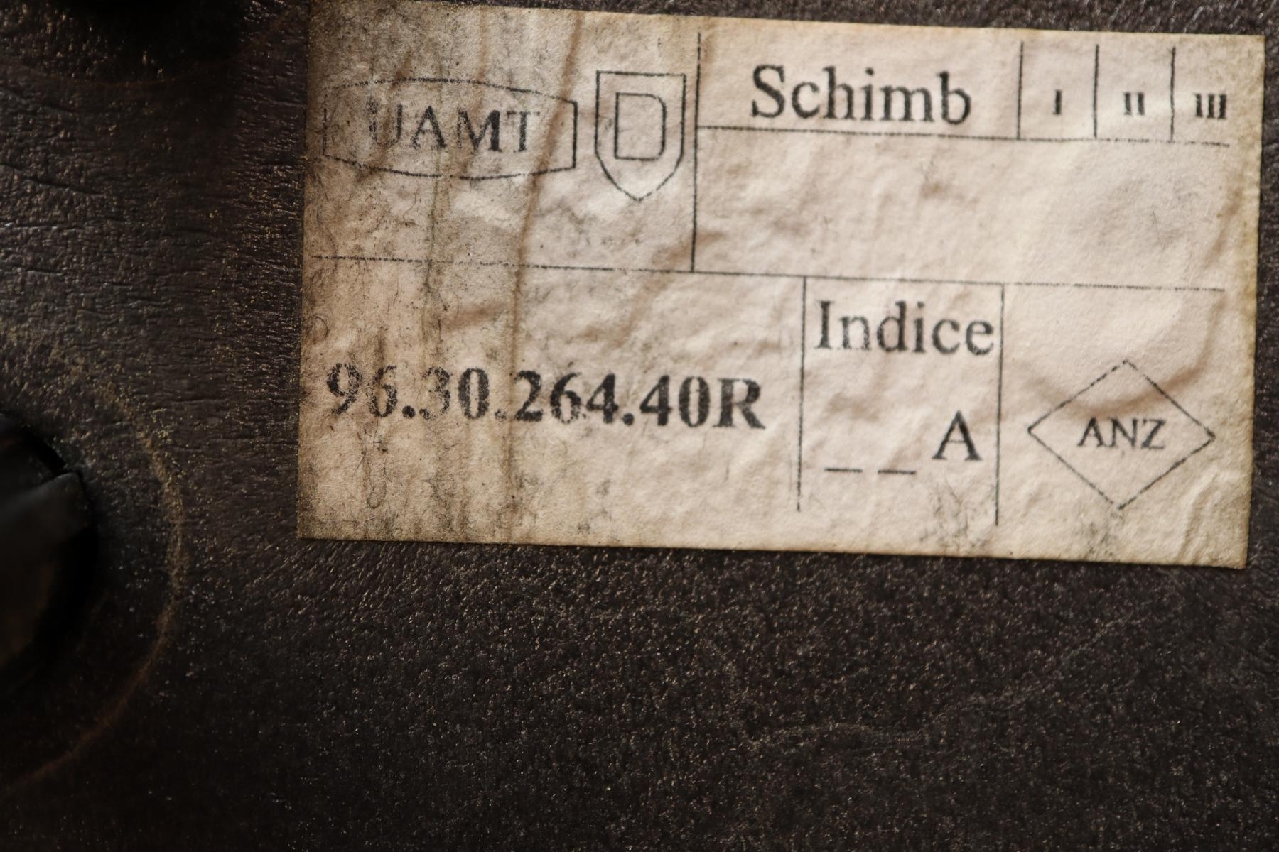 UAMT D Schimb I II III
96.30.264.40R
Indice
_ _ A
ANZ